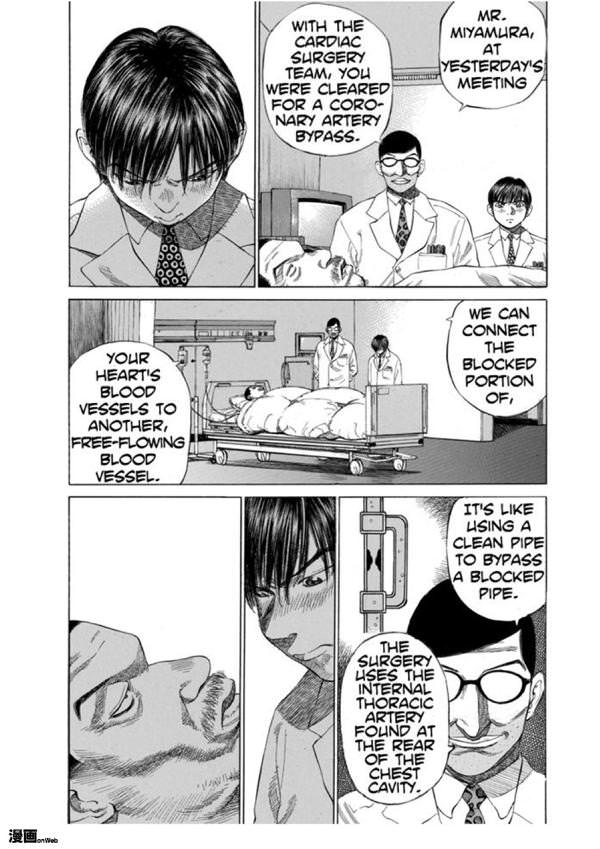 MR.
MIYAMURA,
AT
YESTERDAY'S
MEETING
WITH THE
CARDIAC
SURGERY
TEAM, YOU
WERE CLEARED
FOR A CORO-
NARY ARTERY
BYPASS.
WE CAN
CONNECT
THE
BLOCKED
PORTION
OF,
YOUR
HEART'S
BLOOD
VESSELS TO
ANOTHER,
FREE-FLOWING
BLOOD
VESSEL.
IT'S LIKE
USING A
CLEAN PIPE
TO BYPASS
A BLOCKED
PIPE.
THE
SURGERY
USES THE
INTERNAL
THORACIC
ARTERY
FOUND AT
THE REAR
OF THE
CHEST
CAVITY.
漫画onWeb